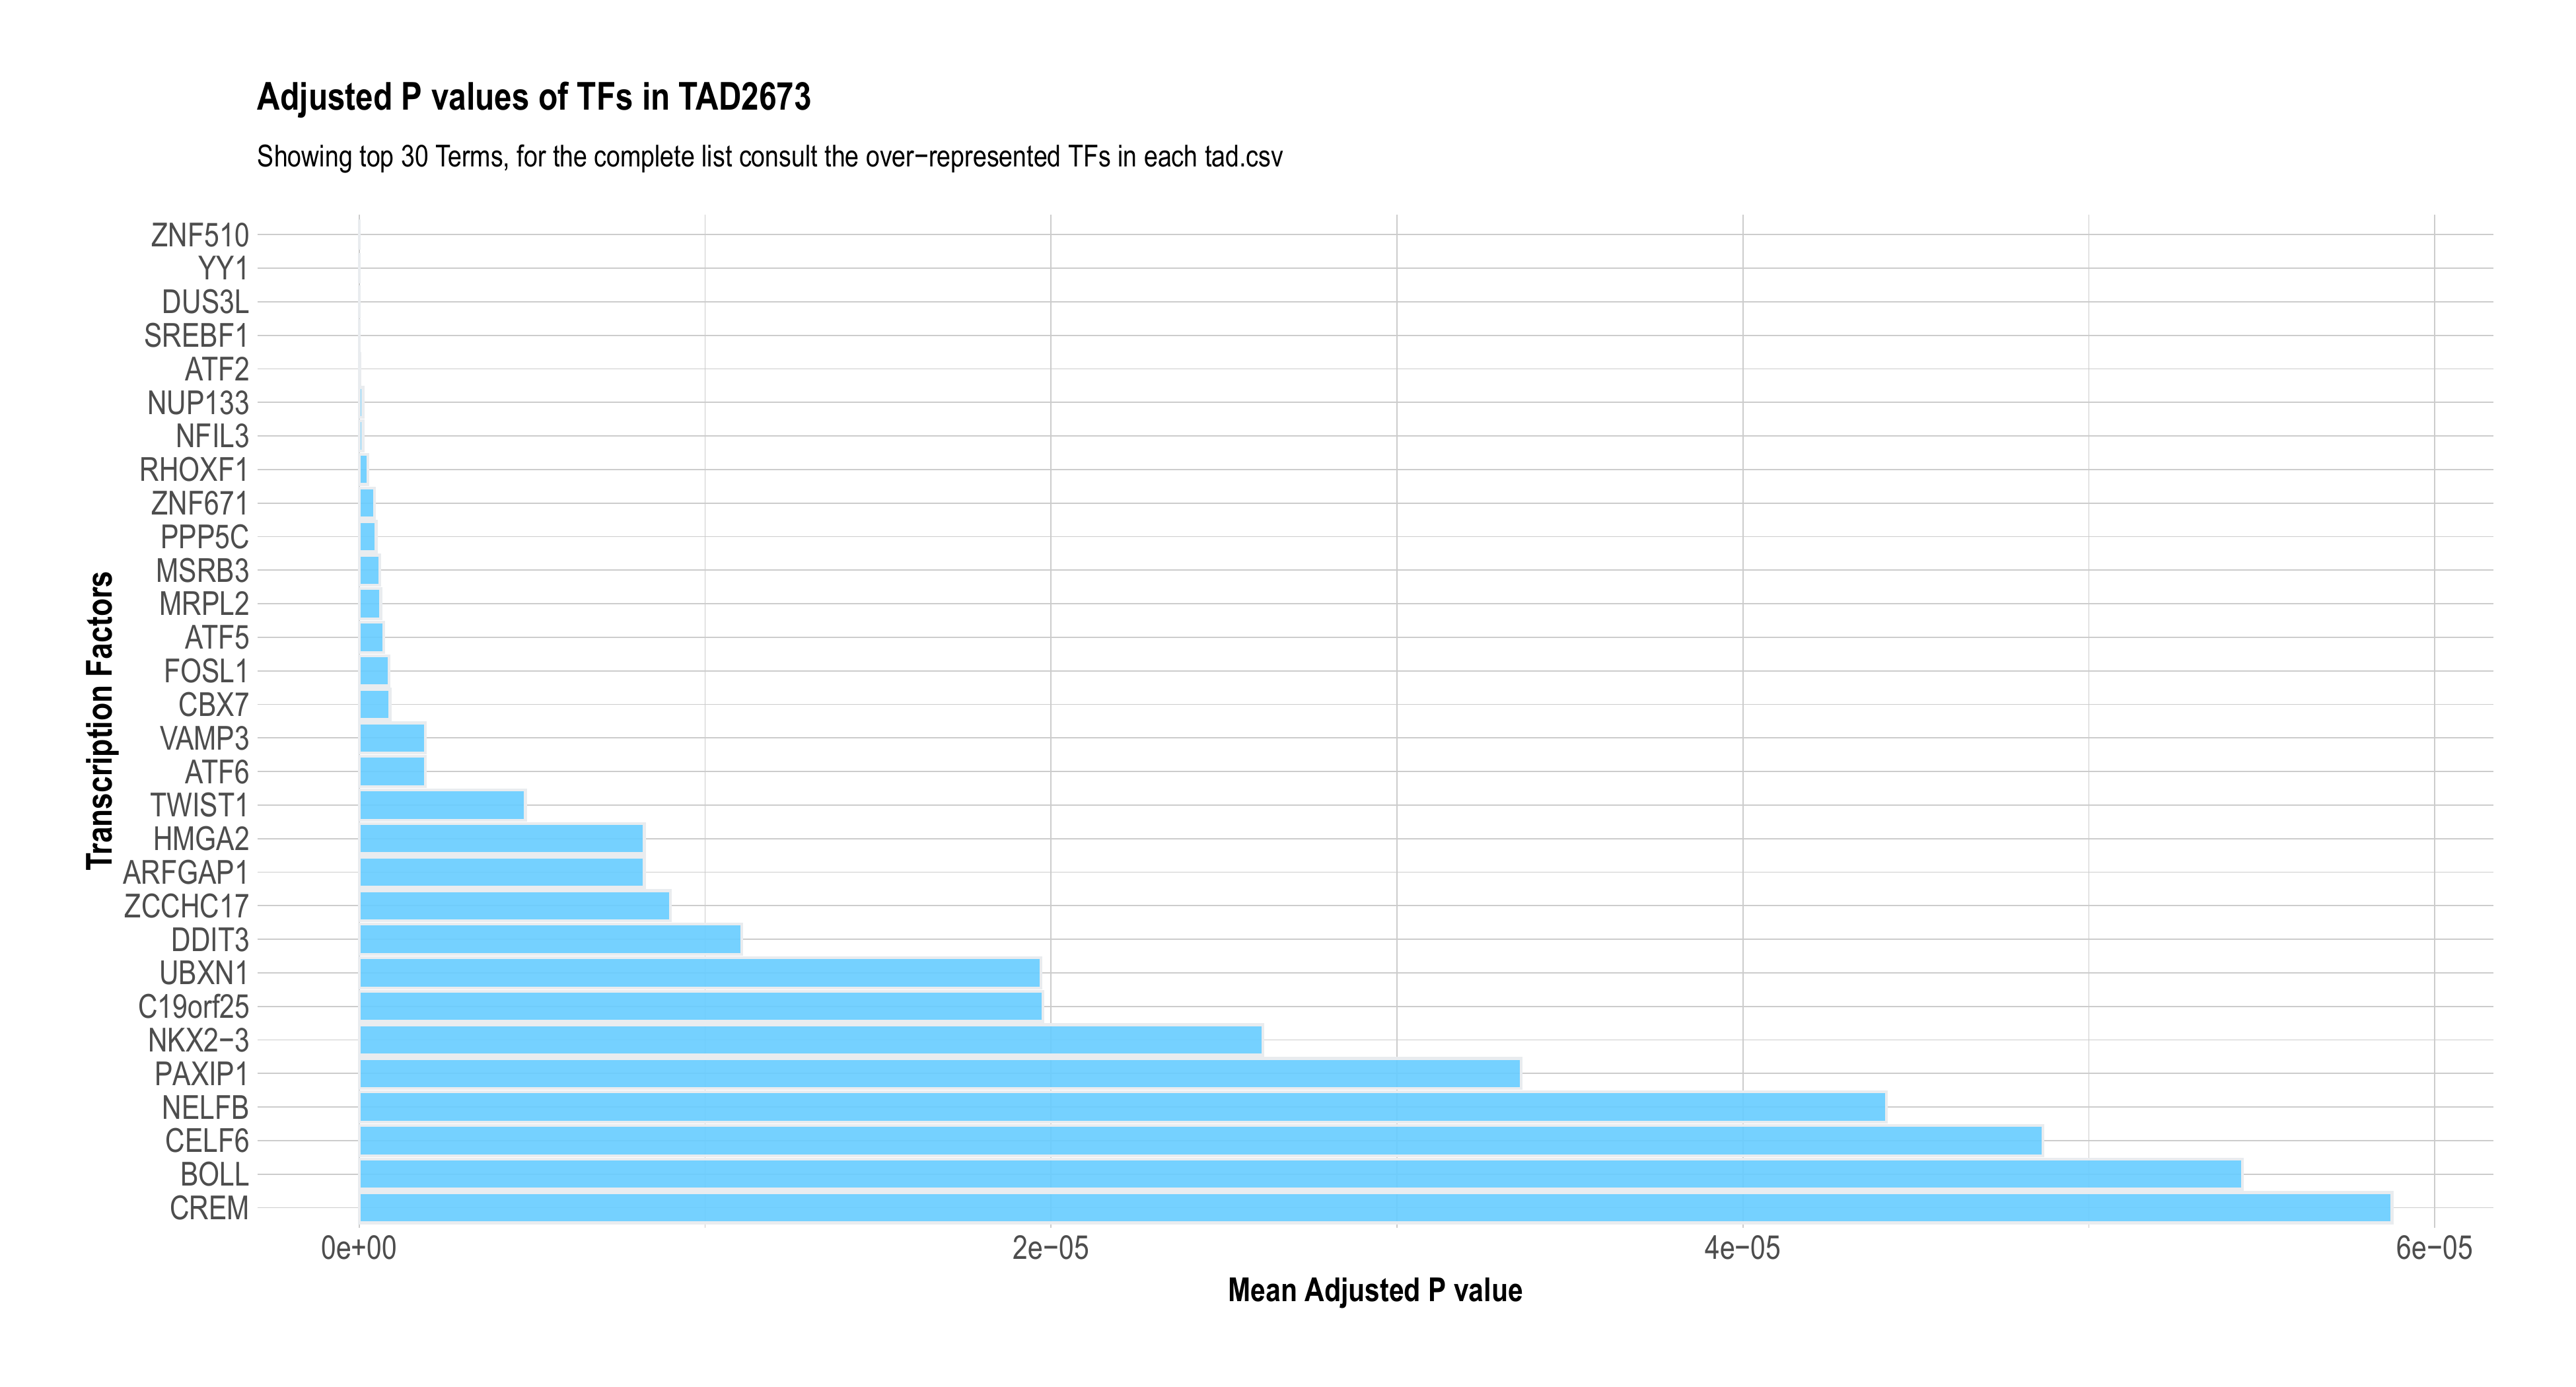 Adjusted P values of TFs in TAD2673
Showing top 30 Terms, for the complete list consult the over−represented TFs in each tad.csv
Transcription Factors
ZNF510
YY1
DUS3L
SREBF1
ATF2
NUP133
NFIL3
RHOXF1
ZNF671
PPP5C
MSRB3
MRPL2
ATF5
FOSL1
CBX7
VAMP3
ATF6
TWIST1
HMGA2
ARFGAP1
ZCCHC17
DDIT3
UBXN1
C19orf25
NKX2−3
PAXIP1
NELFB
CELF6
BOLL
CREM
0e+00 2e−05 4e−05 6e−05
Mean Adjusted P value